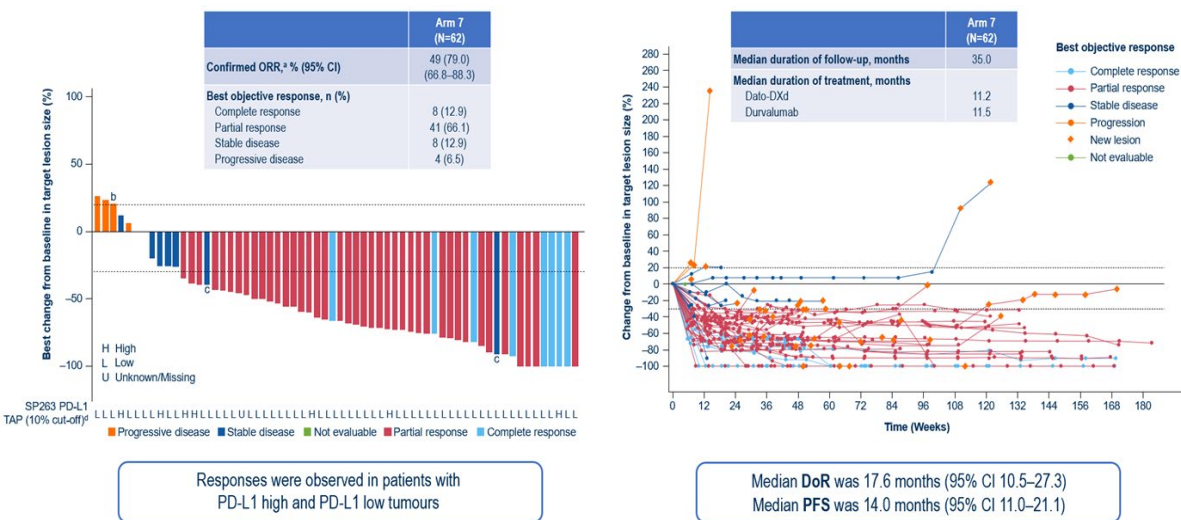 Arm 7
(N=62)
Confirmed ORR,ᵃ % (95% CI)
49 (79.0)
(66.8–88.3)
Best objective response, n (%)
Complete response
8 (12.9)
Partial response
41 (66.1)
Stable disease
8 (12.9)
Progressive disease
4 (6.5)
Best change from baseline in target lesion size (%)
100
50
0
−50
−100
b
c
c
H High
L Low
U Unknown/Missing
SP263 PD-L1
TAP (10% cut-off)ᵈ
Progressive disease
Stable disease
Not evaluable
Partial response
Complete response
Responses were observed in patients with
PD-L1 high and PD-L1 low tumours
Arm 7
(N=62)
Median duration of follow-up, months
35.0
Median duration of treatment, months
Dato-DXd
11.2
Durvalumab
11.5
Best objective response
Complete response
Partial response
Stable disease
Progression
New lesion
Not evaluable
Change from baseline in target lesion size (%)
280
260
240
220
200
180
160
140
120
100
80
60
40
20
0
−20
−40
−60
−80
−100
0 12 24 36 48 60 72 84 96 108 120 132 144 156 168 180
Time (Weeks)
Median DoR was 17.6 months (95% CI 10.5–27.3)
Median PFS was 14.0 months (95% CI 11.0–21.1)